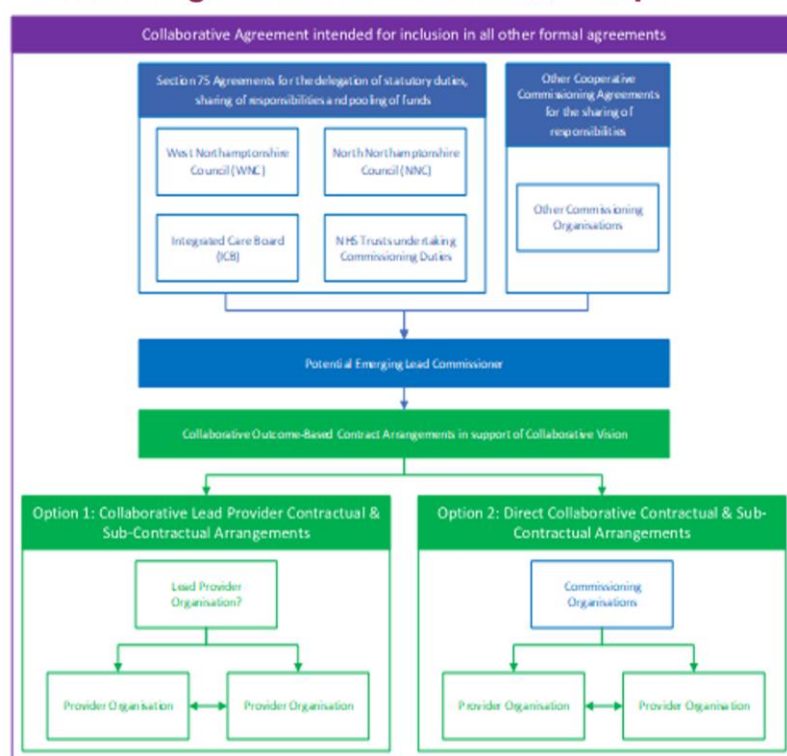 Collaborative Agreement intended for inclusion in all other formal agreements
Section 75 Agreements for the delegation of statutory duties,
sharing of responsibilities and pooling of funds
West Northamptonshire
Council (WNC)
North Northamptonshire
Council (NNC)
Integrated Care Board
(ICB)
NHS Trusts undertaking
Commissioning Duties
Other Cooperative
Commissioning Agreements
for the sharing of
responsibilities
Other Commissioning
Organisations
Potential Emerging Lead Commissioner
Collaborative Outcome-Based Contract Arrangements in support of Collaborative Vision
Option 1: Collaborative Lead Provider Contractual &
Sub-Contractual Arrangements
Lead Provider
Organisation?
Provider Organisation
Provider Organisation
Option 2: Direct Collaborative Contractual & Sub-
Contractual Arrangements
Commissioning
Organisations
Provider Organisation
Provider Organisation